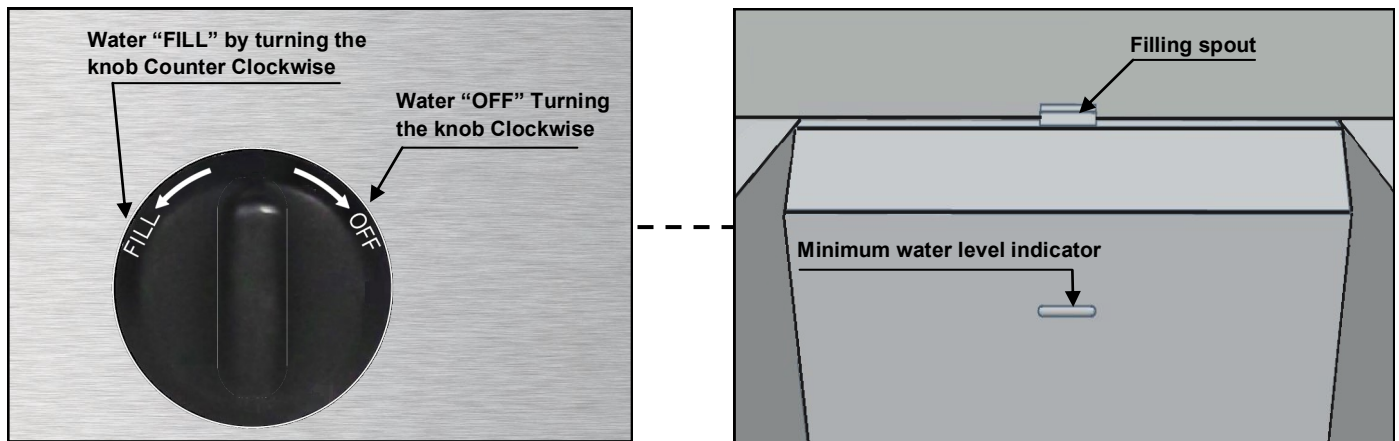 Water “FILL” by turning the
knob Counter Clockwise
Water “OFF” Turning
the knob Clockwise
FILL
OFF
Filling spout
Minimum water level indicator